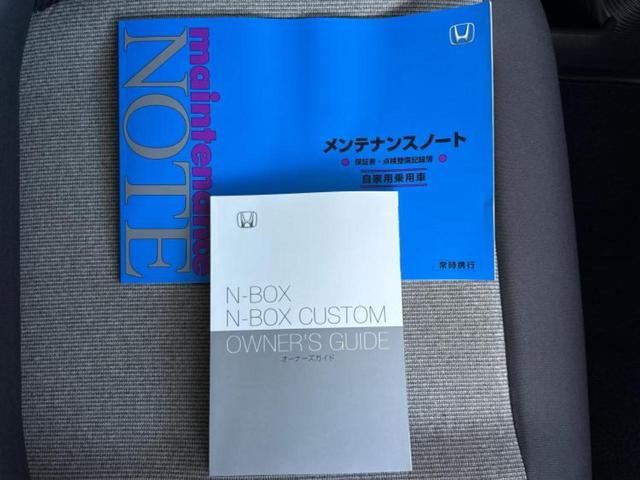 maintenance
NOTE
メンテナンスノート
保証書・点検整備記録簿
自家用乗用車
常時携行
N-BOX
N-BOX CUSTOM
OWNER'S GUIDE
オーナーズガイド